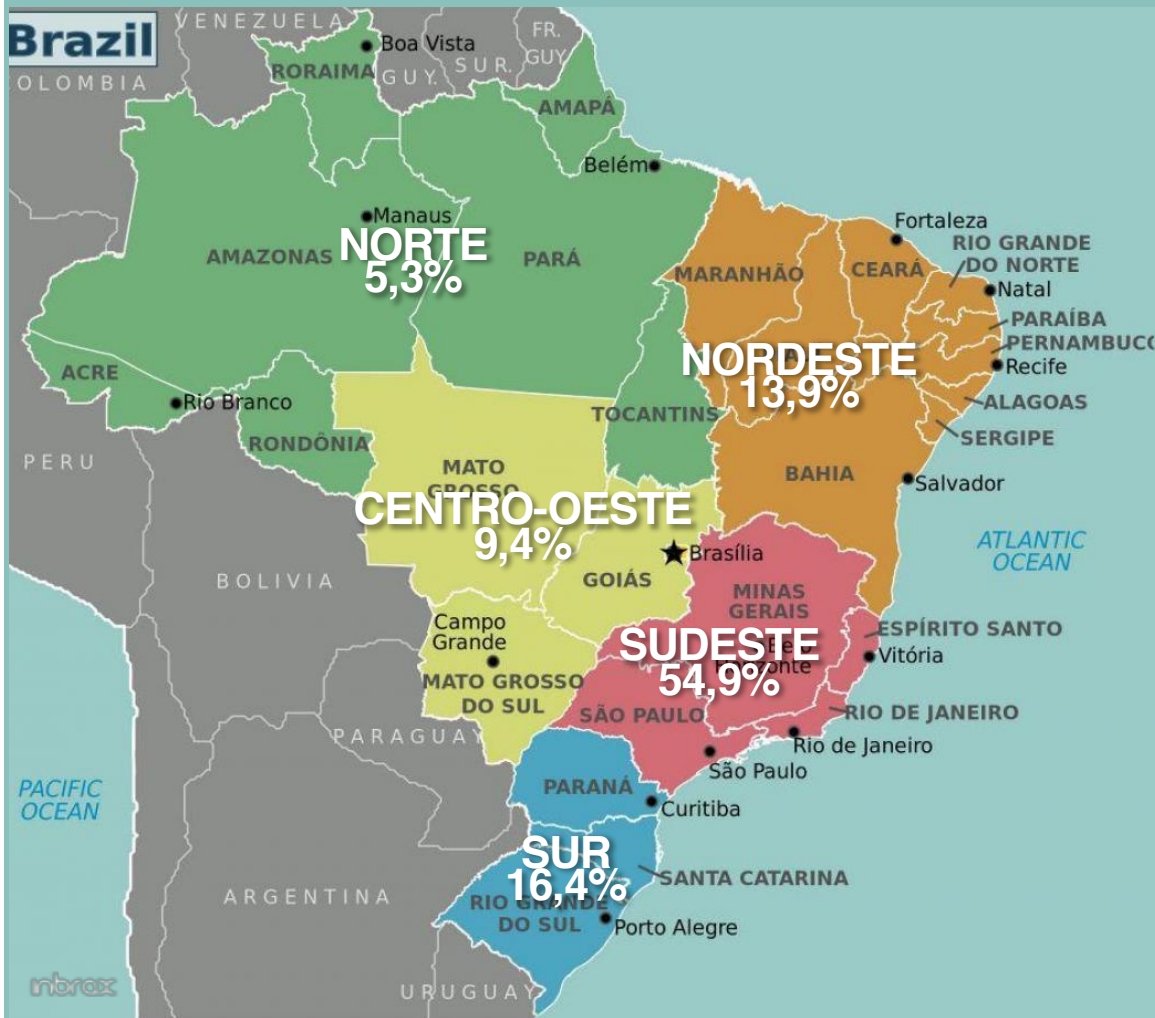 Brazil
VENEZUELA
COLOMBIA
Boa Vista
RORAIMA
GUY.
SUR.
FR.
GUY
AMAPÁ
Belém
Manaus
AMAZONAS
NORTE
5,3%
PARÁ
Fortaleza
MARANHÃO
CEARÁ
RIO GRANDE
DO NORTE
Natal
PARAÍBA
PERNAMBUCO
Recife
NORDESTE
13,9%
ACRE
Rio Branco
RONDÔNIA
TOCANTINS
ALAGOAS
SERGIPE
PERU
MATO
GROSSO
BAHIA
Salvador
CENTRO-OESTE
9,4%
Brasília
ATLANTIC
OCEAN
BOLIVIA
GOIÁS
MINAS
GERAIS
Campo
Grande
ESPÍRITO SANTO
Vitória
SUDESTE
54,9%
Belo
Horizonte
MATO GROSSO
DO SUL
SÃO PAULO
RIO DE JANEIRO
Rio de Janeiro
PARAGUAY
São Paulo
PACIFIC
OCEAN
PARANÁ
Curitiba
SUR
16,4%
SANTA CATARINA
ARGENTINA
RIO GRANDE
DO SUL
Porto Alegre
inbrax
URUGUAY